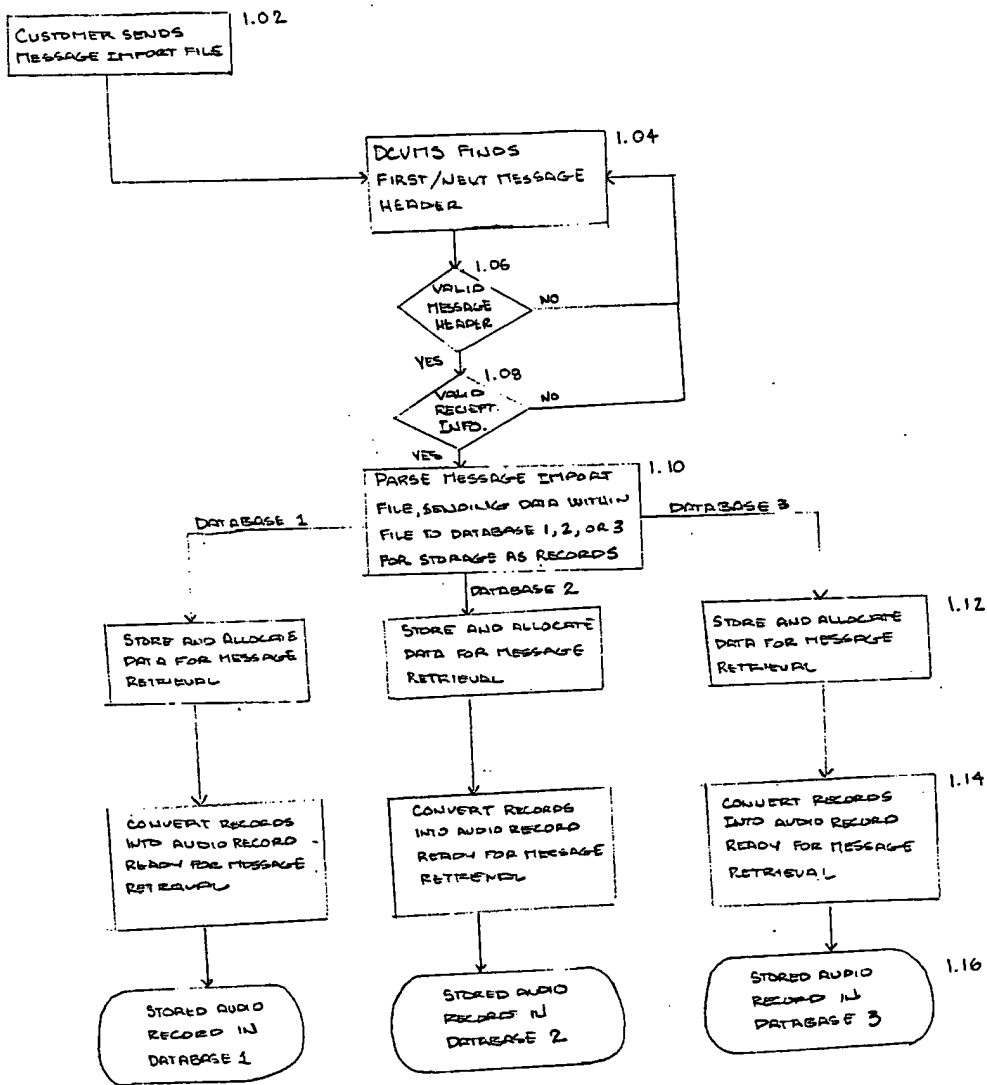 1.02
CUSTOMER SENDS
MESSAGE IMPORT FILE
1.04
DCVMS FINDS
FIRST/NEXT MESSAGE
HEADER
1.06
VALID
MESSAGE
HEADER
NO
YES
1.08
VALID
RECIEPT.
INFO.
NO
YES
1.10
PARSE MESSAGE IMPORT
FILE, SENDING DATA WITHIN
FILE TO DATABASE 1, 2, OR 3
FOR STORAGE AS RECORDS
DATABASE 1
DATABASE 3
DATABASE 2
STORE AND ALLOCATE
DATA FOR MESSAGE
RETRIEVAL
STORE AND ALLOCATE
DATA FOR MESSAGE
RETRIEVAL
1.12
STORE AND ALLOCATE
DATA FOR MESSAGE
RETRIEVAL
CONVERT RECORDS
INTO AUDIO RECORD
READY FOR MESSAGE
RETRIEVAL
CONVERT RECORDS
INTO AUDIO RECORD
READY FOR MESSAGE
RETRIEVAL
1.14
CONVERT RECORDS
INTO AUDIO RECORD
READY FOR MESSAGE
RETRIEVAL
STORED AUDIO
RECORD IN
DATABASE 1
STORED AUDIO
RECORD IN
DATABASE 2
1.16
STORED AUDIO
RECORD IN
DATABASE 3